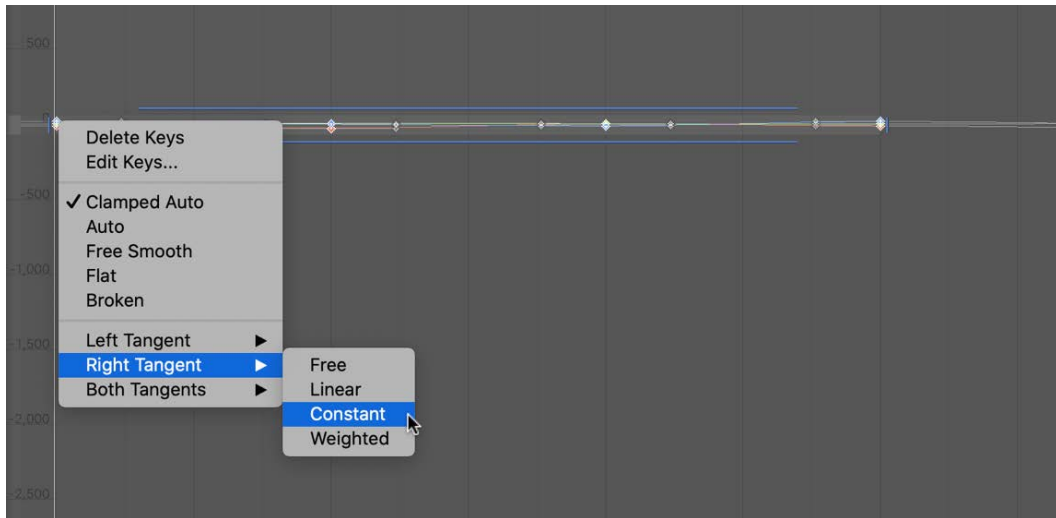 500
0
Delete Keys
Edit Keys...
-500
✓ Clamped Auto
Auto
Free Smooth
-1,000
Flat
Broken
-1,500
Left Tangent ▶
Right Tangent ▶
Free
Both Tangents ▶
Linear
Constant
-2,000
Weighted
-2,500